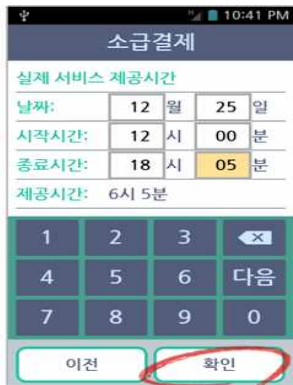 10:41 PM
소급결제
실제 서비스 제공시간
날짜: 12 월 25 일
시작시간: 12 시 00 분
종료시간: 18 시 05 분
제공시간: 6시 5분
1 2 3
4 5 6 다음
7 8 9 0
이전 확인